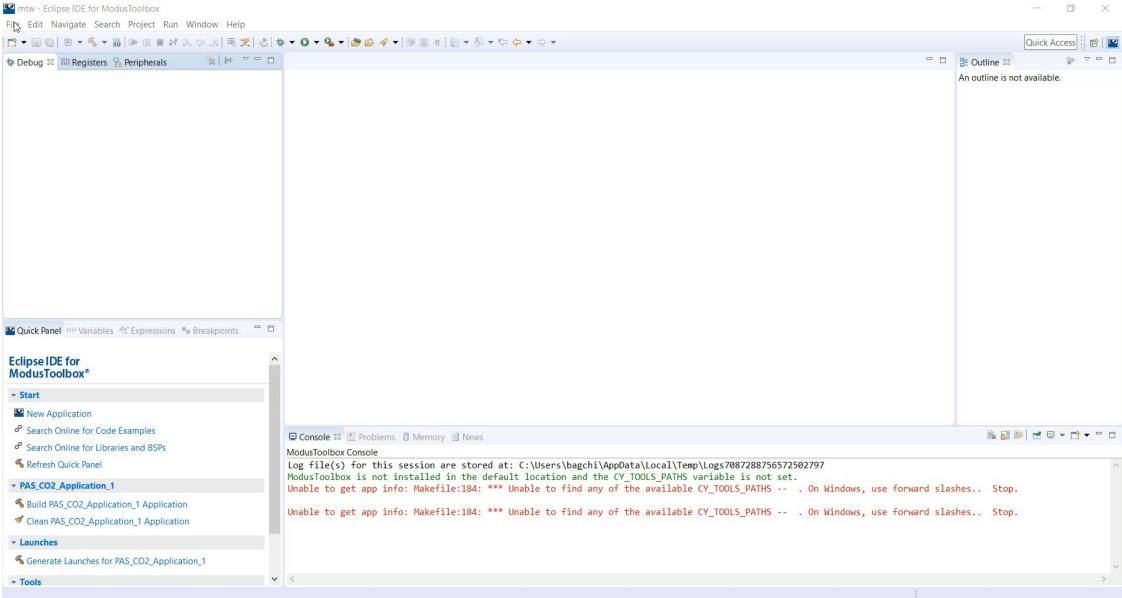 mtw - Eclipse IDE for ModusToolbox
File Edit Navigate Search Project Run Window Help
Quick Access
Debug Registers Peripherals
Outline
An outline is not available.
Quick Panel Variables Expressions Breakpoints
Eclipse IDE for
ModusToolbox®
Start
New Application
Search Online for Code Examples
Search Online for Libraries and BSPs
Refresh Quick Panel
PAS_CO2_Application_1
Build PAS_CO2_Application_1 Application
Clean PAS_CO2_Application_1 Application
Launches
Generate Launches for PAS_CO2_Application_1
Tools
Console Problems Memory News
ModusToolbox Console
Log file(s) for this session are stored at: C:\Users\bagchi\AppData\Local\Temp\Logs7087288756572502797
ModusToolbox is not installed in the default location and the CY_TOOLS_PATHS variable is not set.
Unable to get app info: Makefile:184: *** Unable to find any of the available CY_TOOLS_PATHS --  . On Windows, use forward slashes..  Stop.
Unable to get app info: Makefile:184: *** Unable to find any of the available CY_TOOLS_PATHS --  . On Windows, use forward slashes..  Stop.